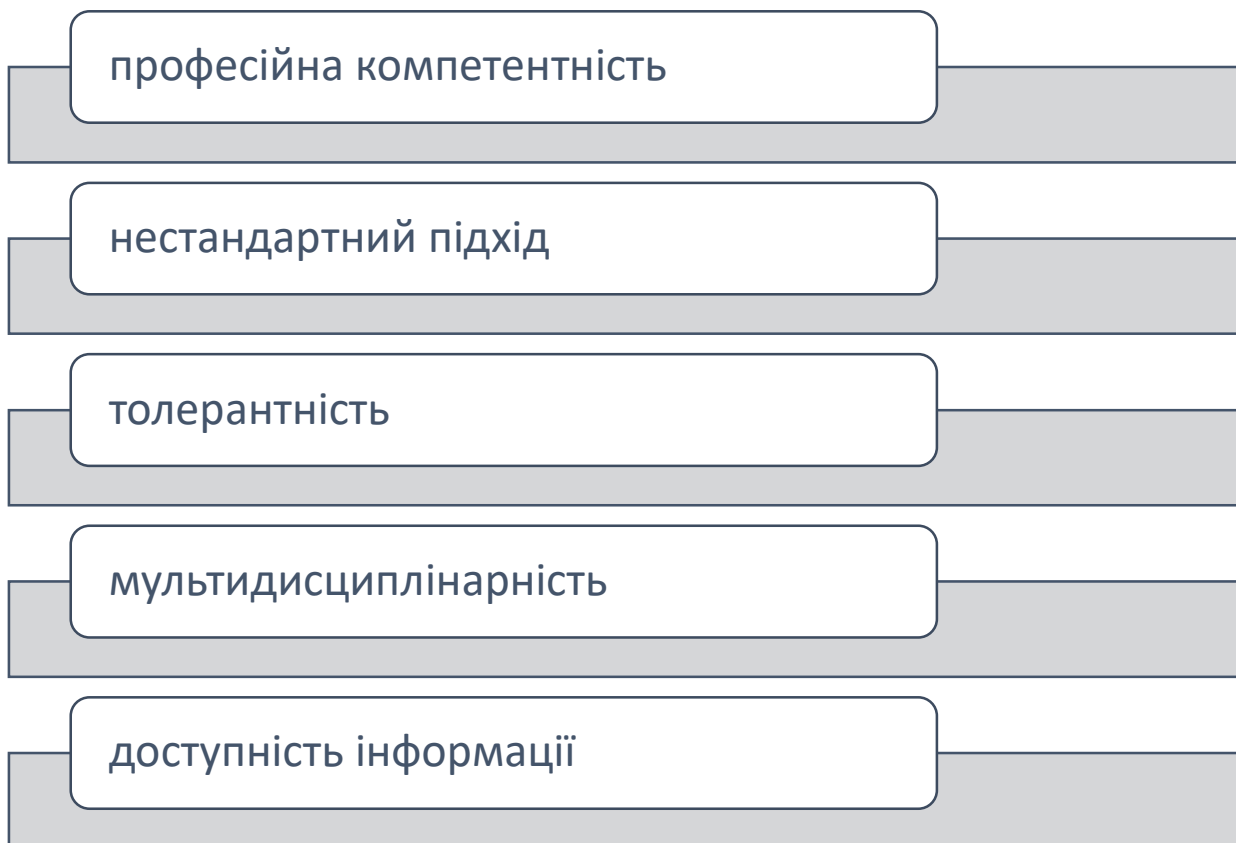 професійна компетентність
нестандартний підхід
толерантність
мультидисциплінарність
доступність інформації